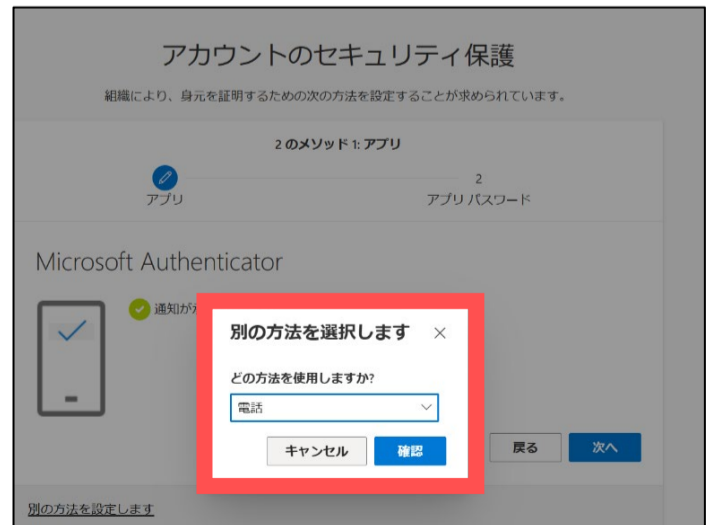 アカウントのセキュリティ保護
組織により、身元を証明するための次の方法を設定することが求められています。
2 のメソッド 1: アプリ
2
アプリ
アプリ パスワード
Microsoft Authenticator
通知が
別の方法を選択します
どの方法を使用しますか?
電話
キャンセル
確認
戻る
次へ
別の方法を設定します